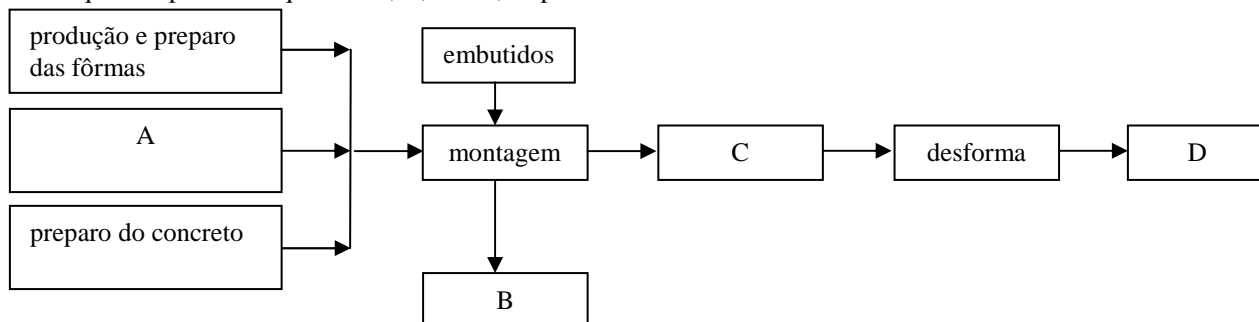 produção e preparo
das fôrmas
embutidos
A
montagem
C
desforma
D
preparo do concreto
B